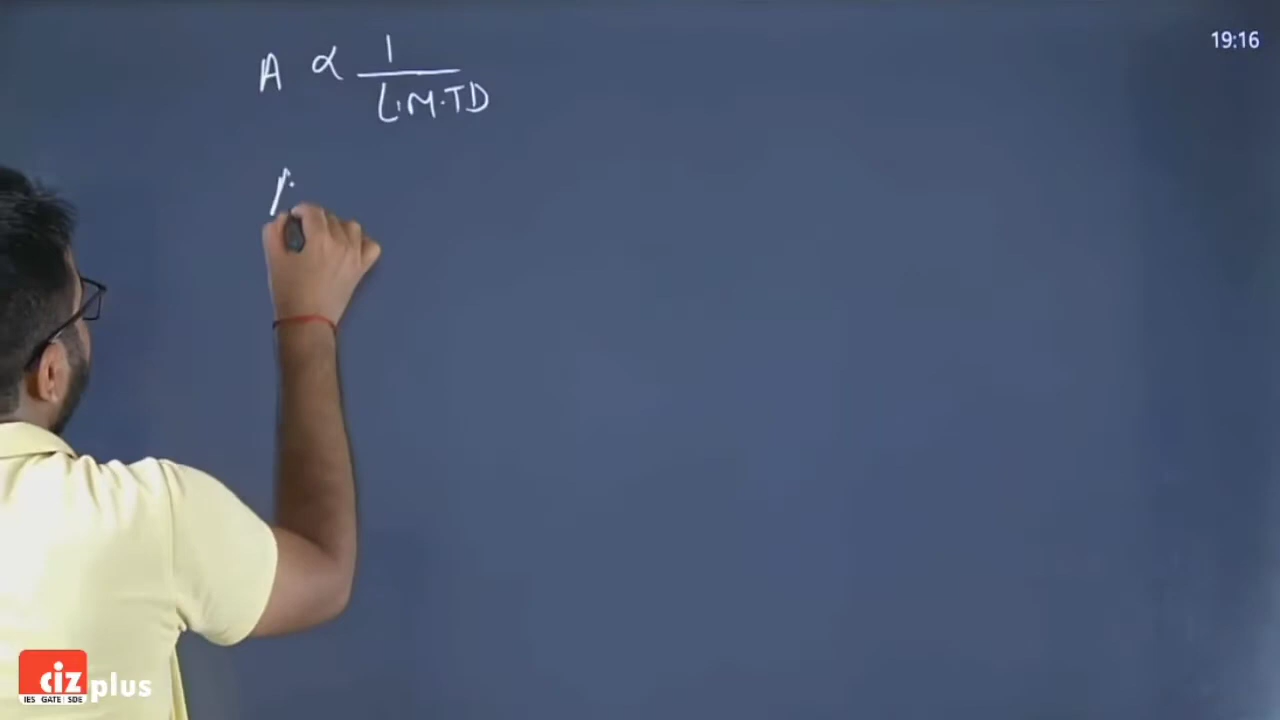 19:16
A ∝ 1/L.M.TD
ciz plus
IES GATE SDE